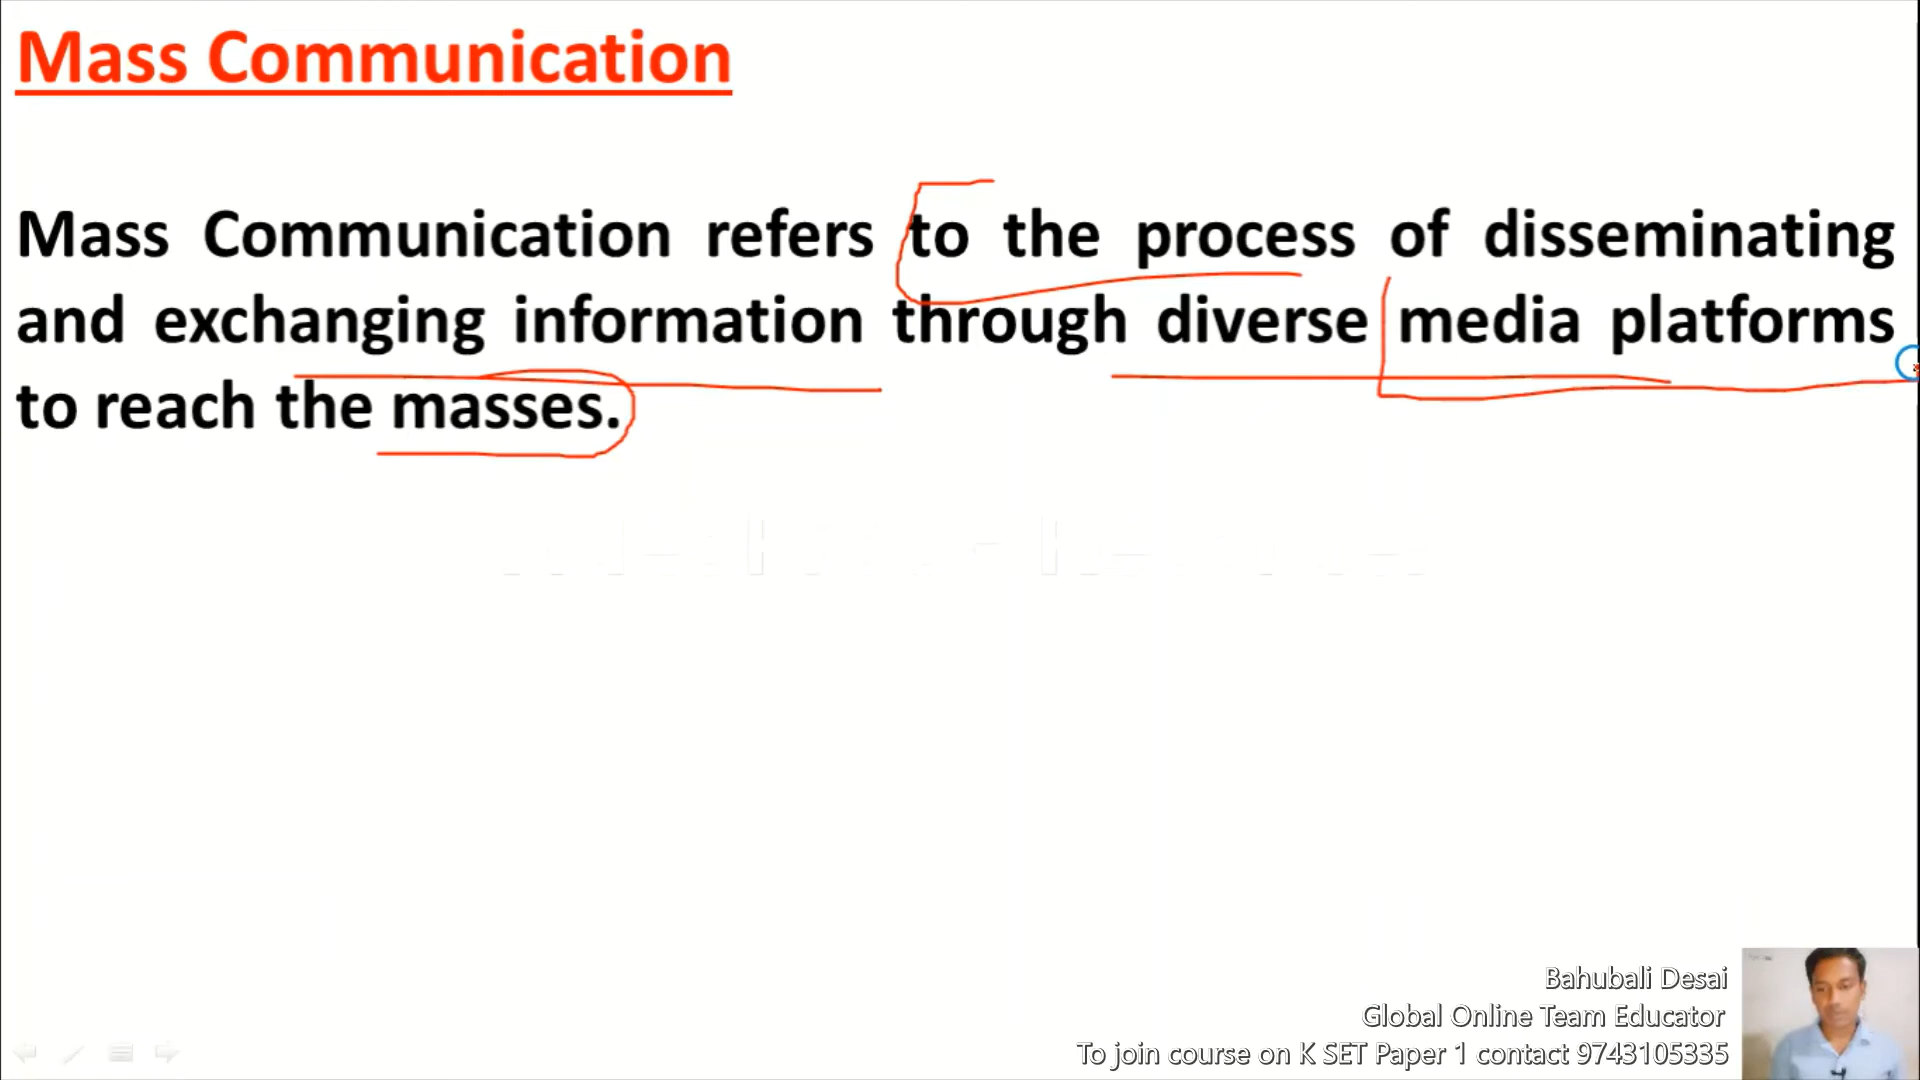 Mass Communication
Mass Communication refers to the process of disseminating
and exchanging information through diverse media platforms
to reach the masses.
Bahubali Desai
Global Online Team Educator
To join course on K SET Paper 1 contact 9743105335